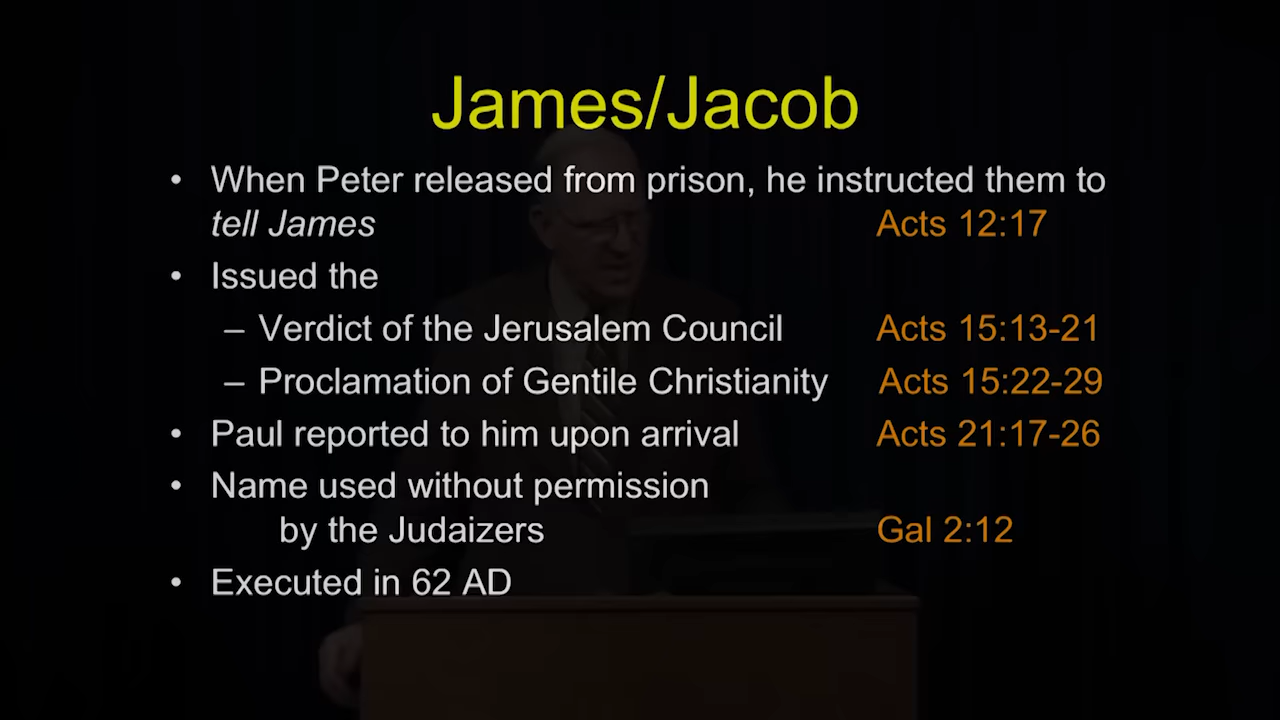 James/Jacob
• When Peter released from prison, he instructed them to
tell James Acts 12:17
• Issued the
– Verdict of the Jerusalem Council Acts 15:13-21
– Proclamation of Gentile Christianity Acts 15:22-29
• Paul reported to him upon arrival Acts 21:17-26
• Name used without permission
by the Judaizers Gal 2:12
• Executed in 62 AD